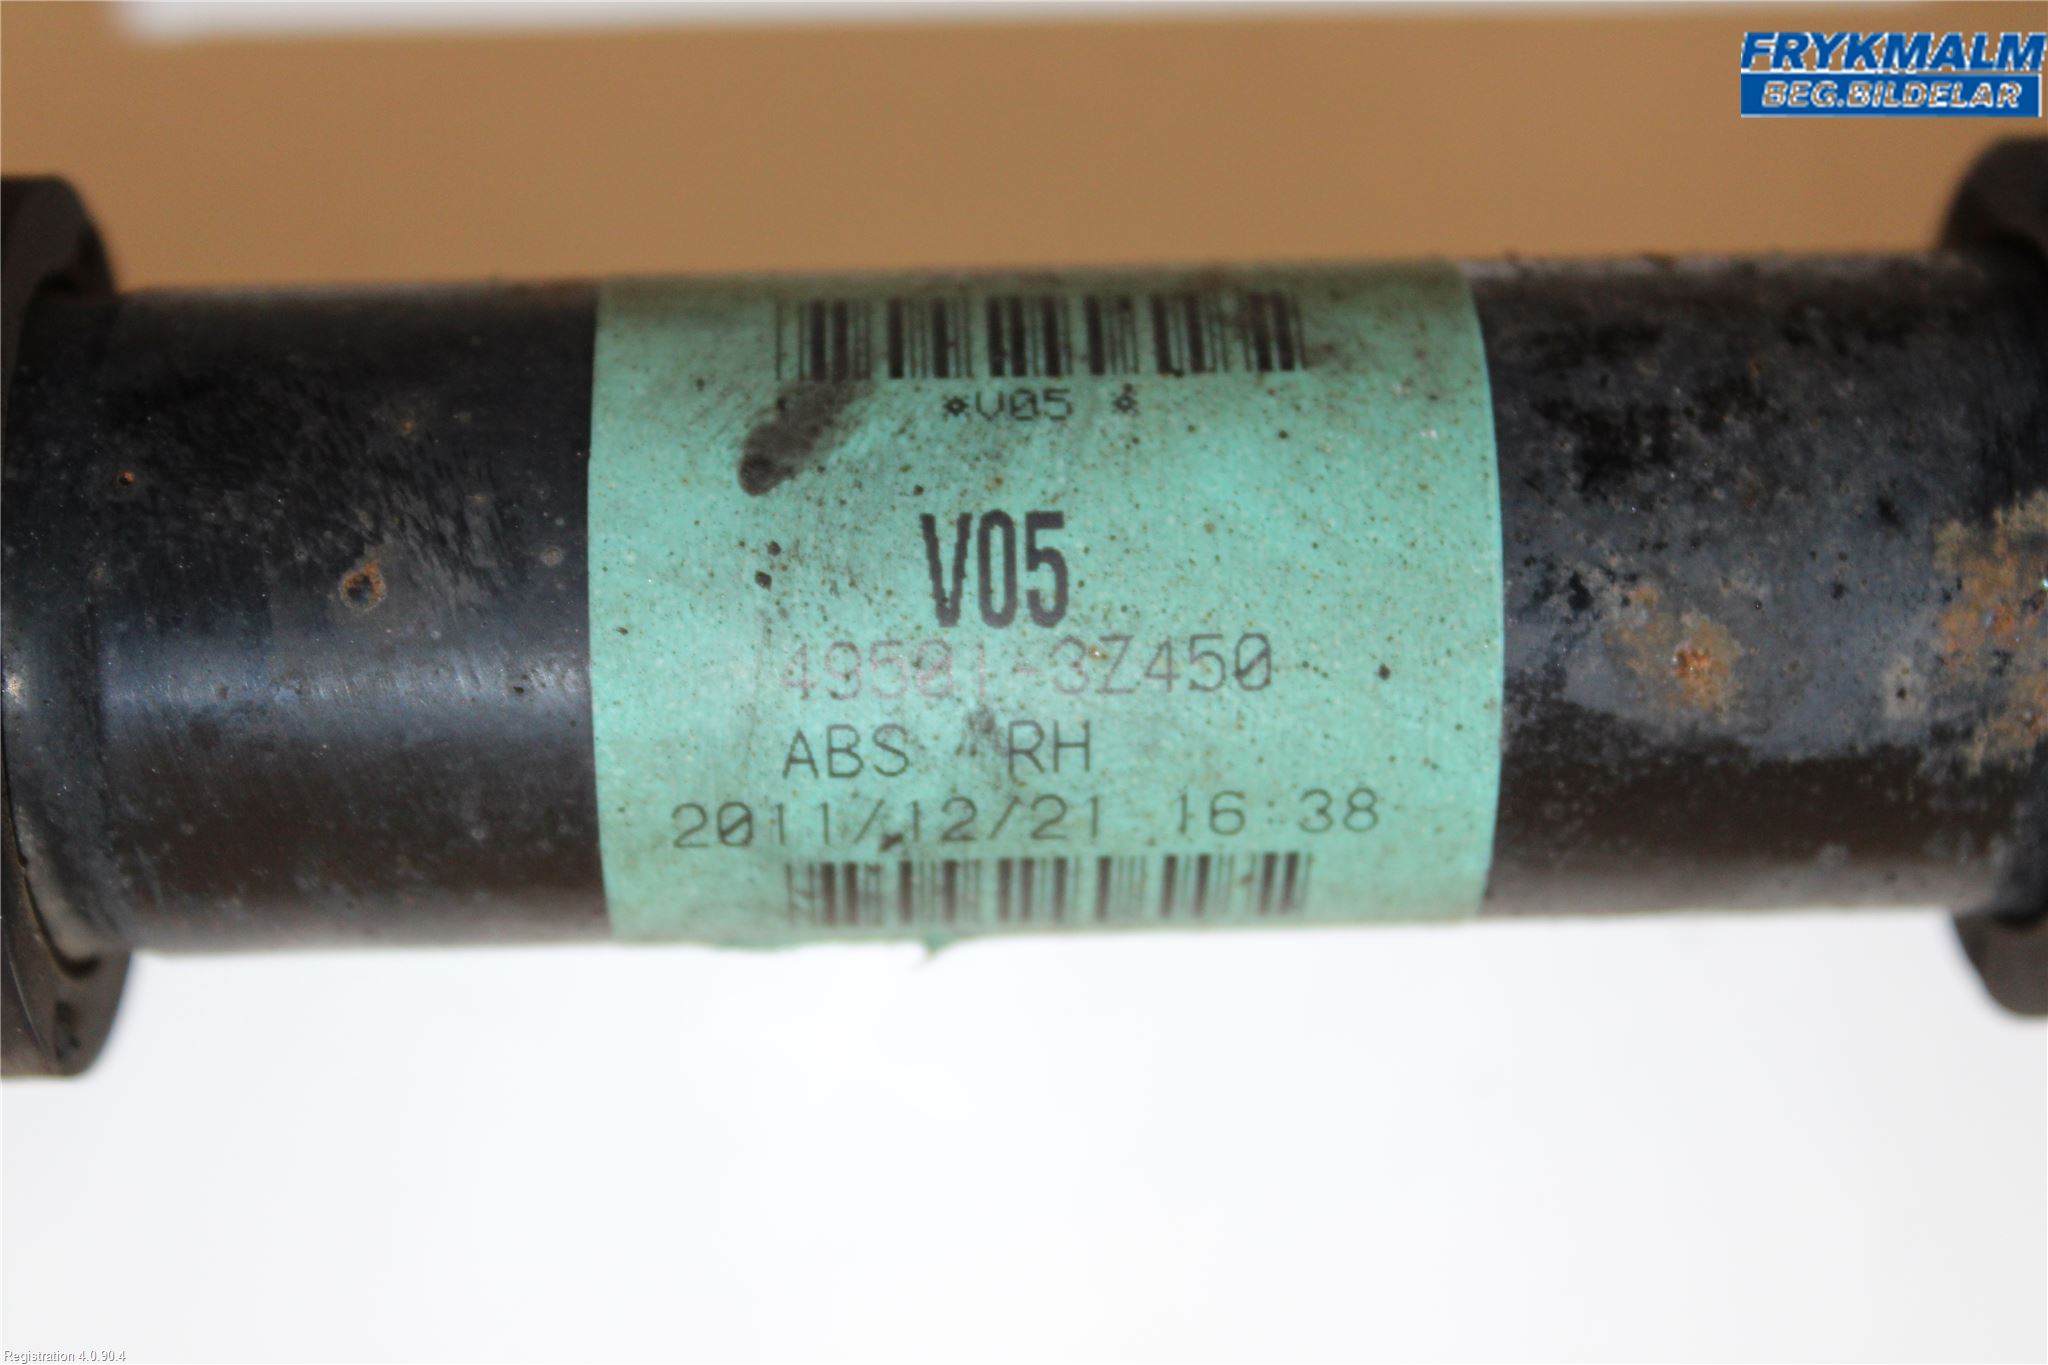 FRYKMALM
BEG.BILDELAR
*V05 *
V05
49501-3Z450
ABS RH
2011/12/21 16:38
Registration 4.0.90.4